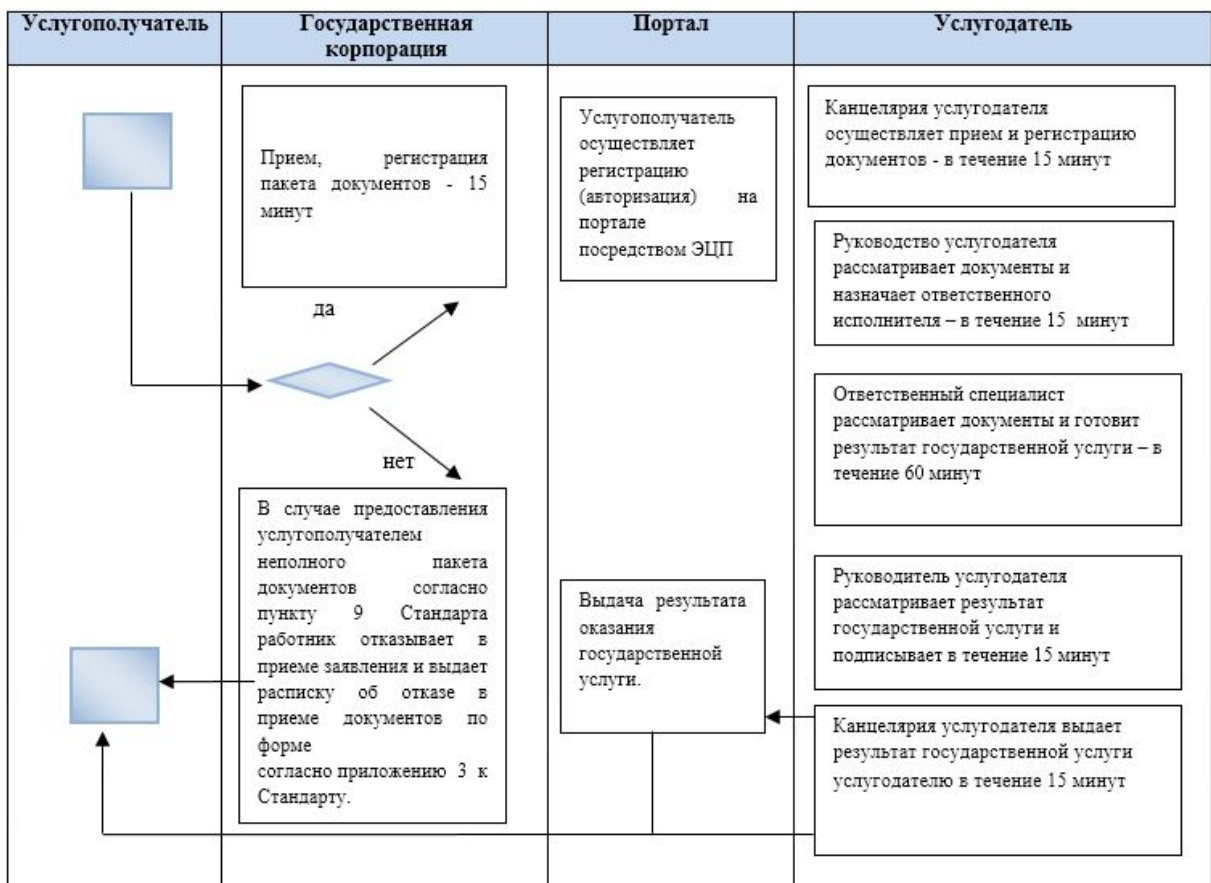 Услугополучатель
Государственная
корпорация
Портал
Услугодатель
Прием, регистрация
пакета документов - 15
минут
да
нет
В случае предоставления
услугополучателем
неполного пакета
документов согласно
пункту 9 Стандарта
работник отказывает в
приеме заявления и выдает
расписку об отказе в
приеме документов по
форме
согласно приложению 3 к
Стандарту.
Услугополучатель
осуществляет
регистрацию
(авторизация) на
портале
посредством ЭЦП
Выдача результата
оказания
государственной
услуги.
Канцелярия услугодателя
осуществляет прием и регистрацию
документов - в течение 15 минут
Руководство услугодателя
рассматривает документы и
назначает ответственного
исполнителя – в течение 15 минут
Ответственный специалист
рассматривает документы и готовит
результат государственной услуги – в
течение 60 минут
Руководитель услугодателя
рассматривает результат
государственной услуги и
подписывает в течение 15 минут
Канцелярия услугодателя выдает
результат государственной услуги
услугодателю в течение 15 минут